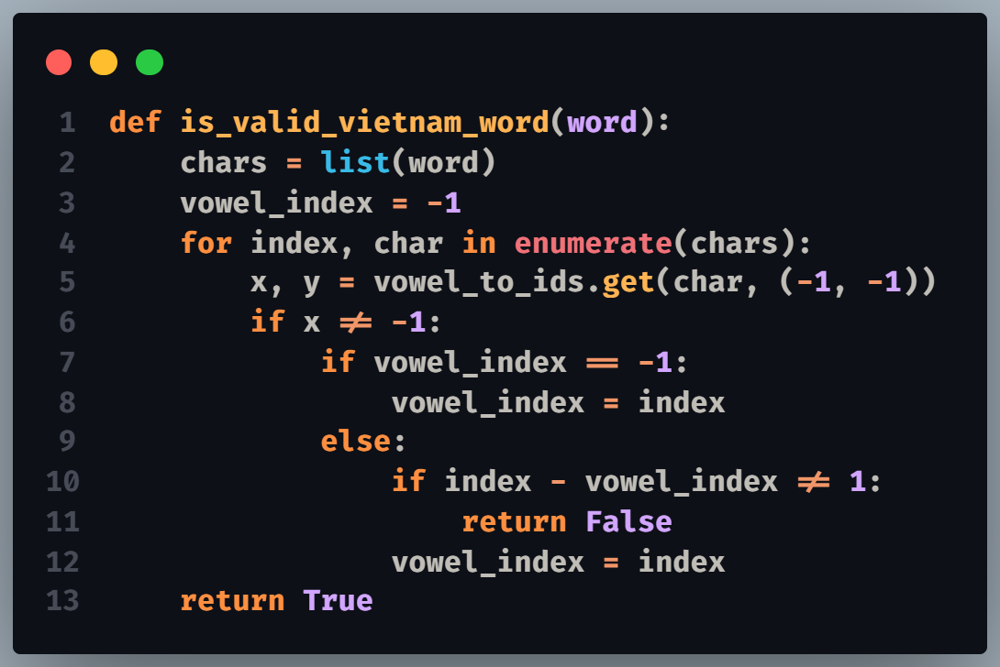 1 def is_valid_vietnam_word(word):
2     chars = list(word)
3     vowel_index = -1
4     for index, char in enumerate(chars):
5         x, y = vowel_to_ids.get(char, (-1, -1))
6         if x != -1:
7             if vowel_index == -1:
8                 vowel_index = index
9             else:
10                 if index - vowel_index != 1:
11                     return False
12                 vowel_index = index
13     return True